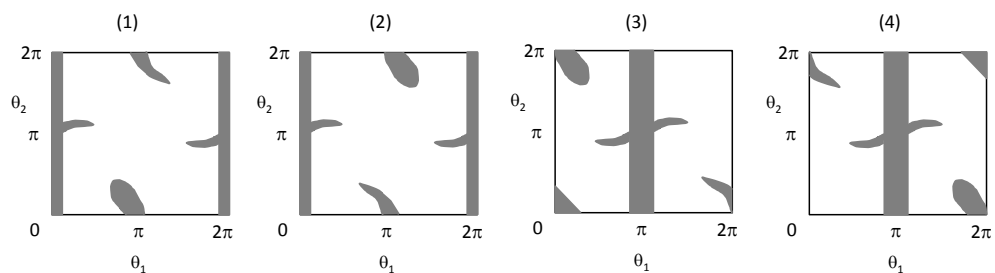 (1) (2) (3) (4)
2π 2π 2π 2π
θ2 θ2 θ2 θ2
π π π π
0 π 2π 0 π 2π 0 π 2π 0 π 2π
θ1 θ1 θ1 θ1